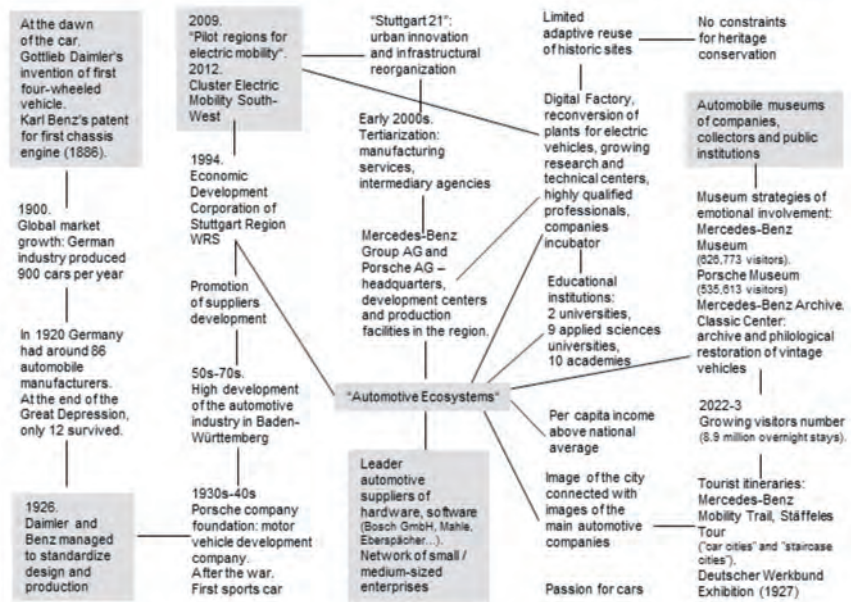 At the dawn
of the car.
Gottlieb Daimler's
invention of first
four-wheeled
vehicle.
Karl Benz's patent
for first chassis
engine (1886).
1900.
Global market
growth: German
industry produced
900 cars per year
In 1920 Germany
had around 86
automobile
manufacturers.
At the end of the
Great Depression,
only 12 survived.
1926.
Daimler and
Benz managed
to standardize
design and
production
2009.
"Pilot regions for
electric mobility".
2012.
Cluster Electric
Mobility South-
West
1994.
Economic
Development
Corporation of
Stuttgart Region
WRS
Promotion
of suppliers
development
50s-70s.
High development
of the automotive
industry in Baden-
Württemberg
1930s-40s
Porsche company
foundation: motor
vehicle development
company.
After the war.
First sports car
"Stuttgart 21":
urban innovation
and infrastructural
reorganization
Early 2000s.
Tertiarization:
manufacturing
services,
intermediary agencies
Mercedes-Benz
Group AG and
Porsche AG –
headquarters,
development centers
and production
facilities in the region.
"Automotive Ecosystems"
Leader
automotive
suppliers of
hardware, software
(Bosch GmbH, Mahle,
Eberspächer...).
Network of small /
medium-sized
enterprises
Limited
adaptive reuse
of historic sites
Digital Factory,
reconversion of
plants for electric
vehicles, growing
research and
technical centers,
highly qualified
professionals,
companies
incubator
Educational
institutions:
2 universities,
9 applied sciences
universities,
10 academies
Per capita income
above national
average
Image of the city
connected with
images of the
main automotive
companies
Passion for cars
No constraints
for heritage
conservation
Automobile museums
of companies,
collectors and public
institutions
Museum strategies of
emotional involvement:
Mercedes-Benz
Museum
(626,773 visitors).
Porsche Museum
(535,613 visitors)
Mercedes-Benz Archive.
Classic Center:
archive and philological
restoration of vintage
vehicles
2022-3
Growing visitors number
(8.9 million overnight stays).
Tourist itineraries:
Mercedes-Benz
Mobility Trail, Stäffeles
Tour
("car cities" and "staircase
cities").
Deutscher Werkbund
Exhibition (1927)